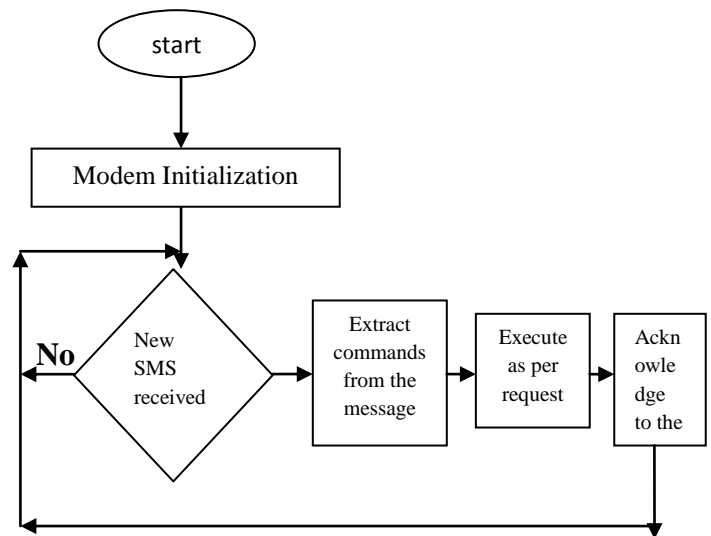 start
Modem Initialization
No
New
SMS
received
Extract
commands
from the
message
Execute
as per
request
Ackn
owle
dge
to the